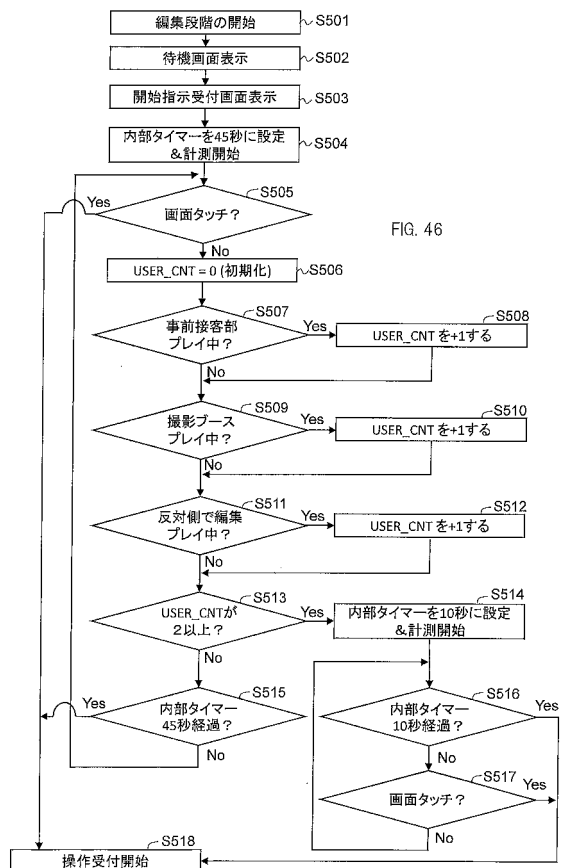 編集段階の開始
S501
待機画面表示
S502
開始指示受付画面表示
S503
内部タイマーを45秒に設定
&計測開始
S504
S505
Yes
画面タッチ?
FIG. 46
No
USER_CNT = 0 (初期化)
S506
S507
事前接客部
プレイ中?
Yes
S508
USER_CNT を+1する
No
S509
撮影ブース
プレイ中?
Yes
S510
USER_CNT を+1する
No
S511
反対側で編集
プレイ中?
Yes
S512
USER_CNT を+1する
No
S513
USER_CNTが
2以上?
Yes
S514
内部タイマーを10秒に設定
&計測開始
No
S515
Yes
内部タイマー
45秒経過?
No
S516
内部タイマー
10秒経過?
Yes
No
S517
画面タッチ?
Yes
No
S518
操作受付開始